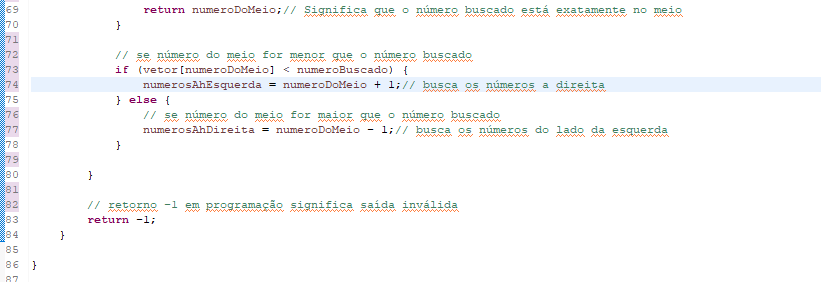 69 return numeroDoMeio;// Significa que o número buscado está exatamente no meio
70 }
71
72 // se número do meio for menor que o número buscado
73 if (vetor[numeroDoMeio] < numeroBuscado) {
74 numerosAhEsquerda = numeroDoMeio + 1;// busca os números a direita
75 } else {
76 // se número do meio for maior que o número buscado
77 numerosAhDireita = numeroDoMeio - 1;// busca os números do lado da esquerda
78 }
79
80 }
81
82 // retorno -1 em programação significa saída inválida
83 return -1;
84 }
85
86 }
87